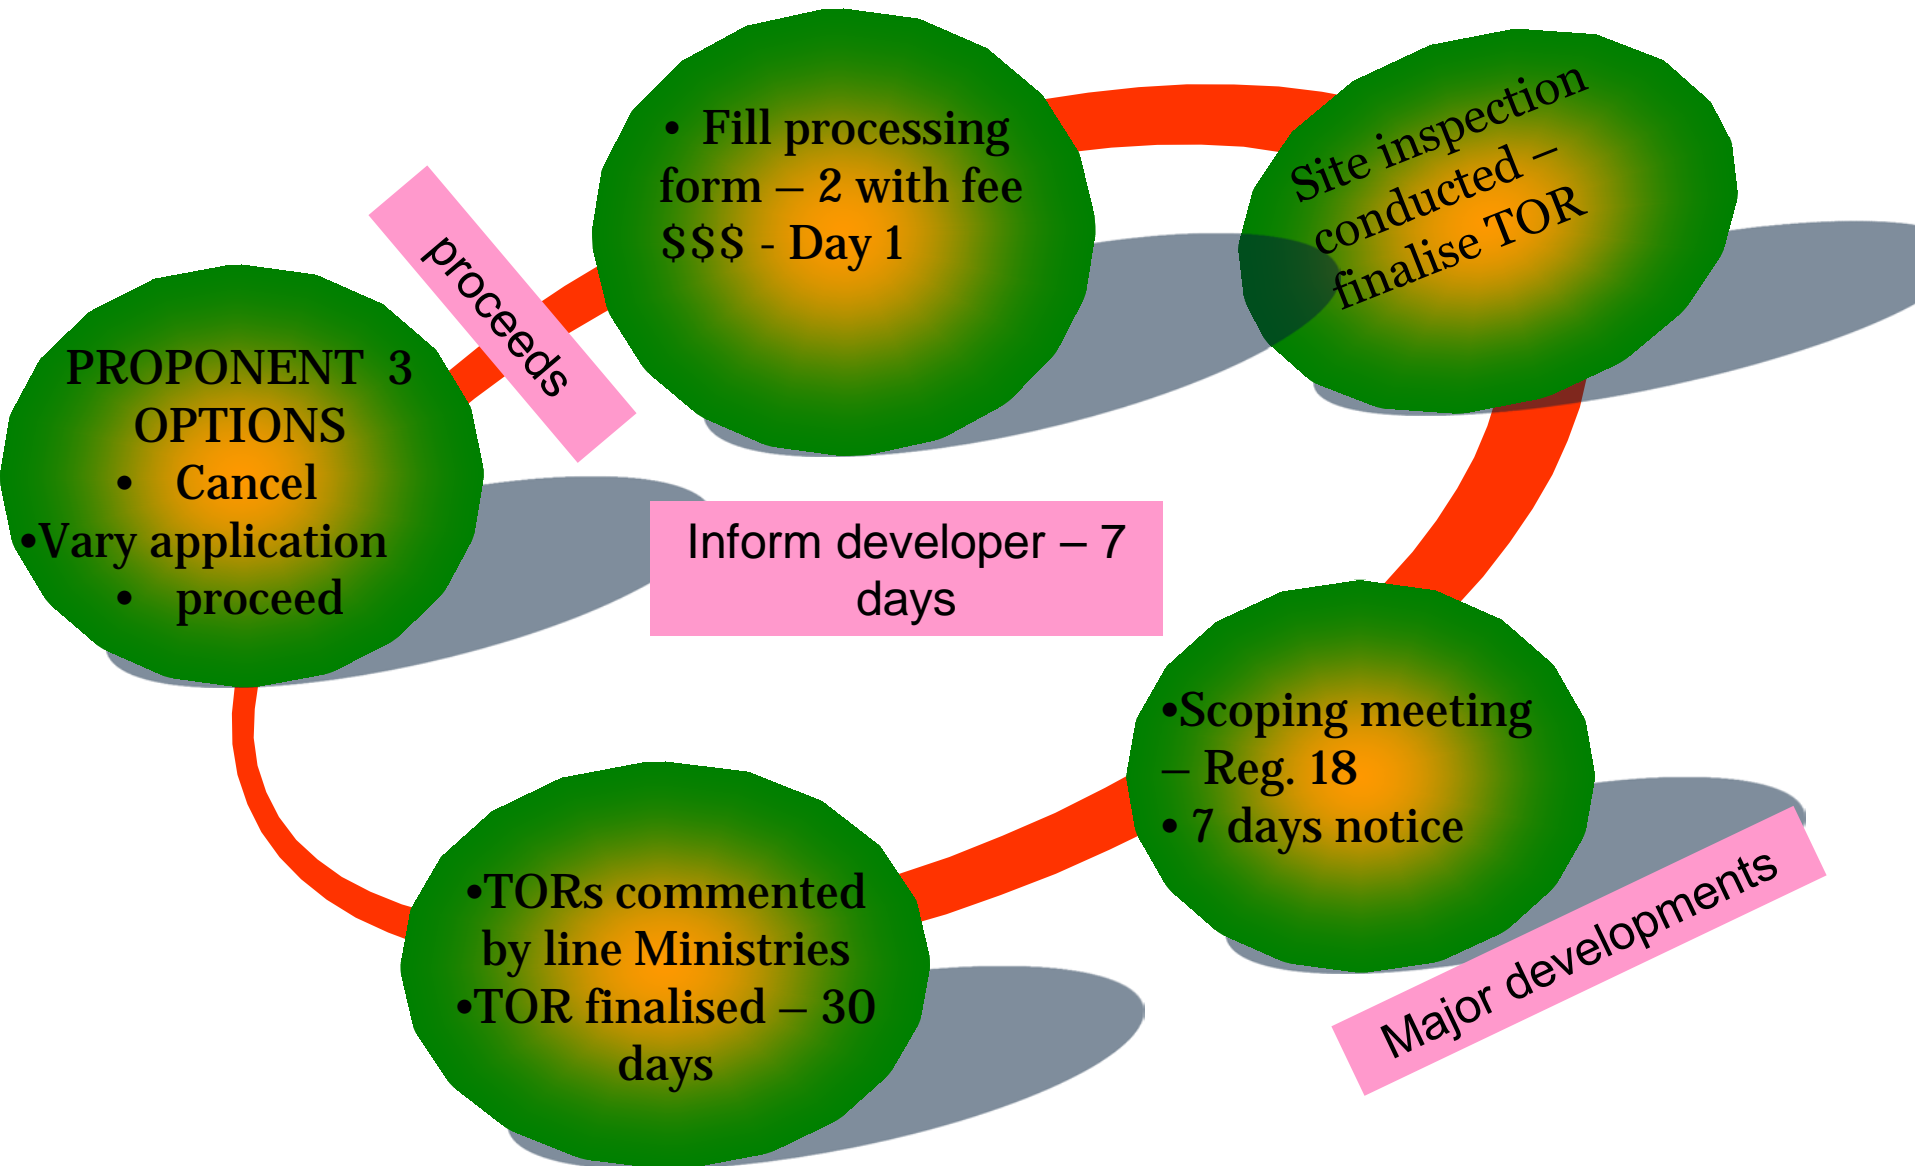 • Fill processing
form – 2 with fee
$$$ - Day 1
Site inspection
conducted –
finalise TOR
proceeds
PROPONENT 3
OPTIONS
• Cancel
•Vary application
• proceed
Inform developer – 7
days
•Scoping meeting
– Reg. 18
• 7 days notice
Major developments
•TORs commented
by line Ministries
•TOR finalised – 30
days